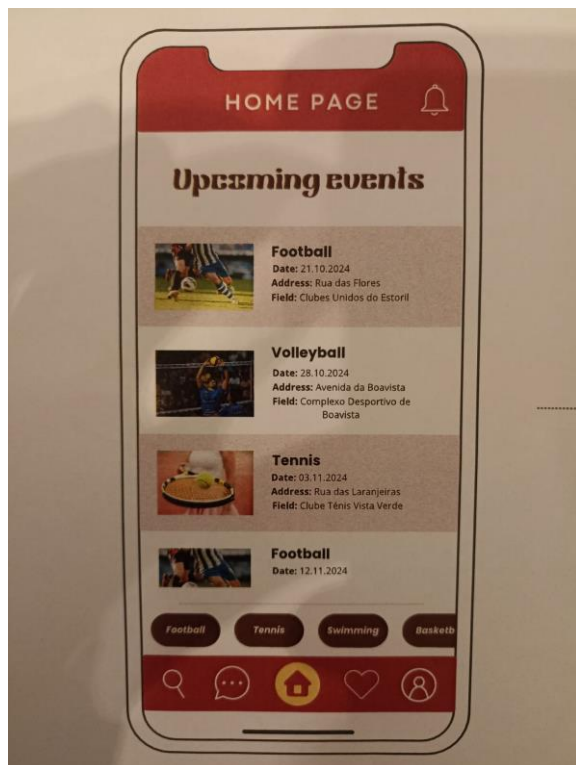 HOME PAGE
Upcoming events
Football
Date: 21.10.2024
Address: Rua das Flores
Field: Clubes Unidos do Estoril
Volleyball
Date: 28.10.2024
Address: Avenida da Boavista
Field: Complexo Desportivo de
Boavista
Tennis
Date: 03.11.2024
Address: Rua das Laranjeiras
Field: Clube Ténis Vista Verde
Football
Date: 12.11.2024
Football Tennis Swimming Basketb